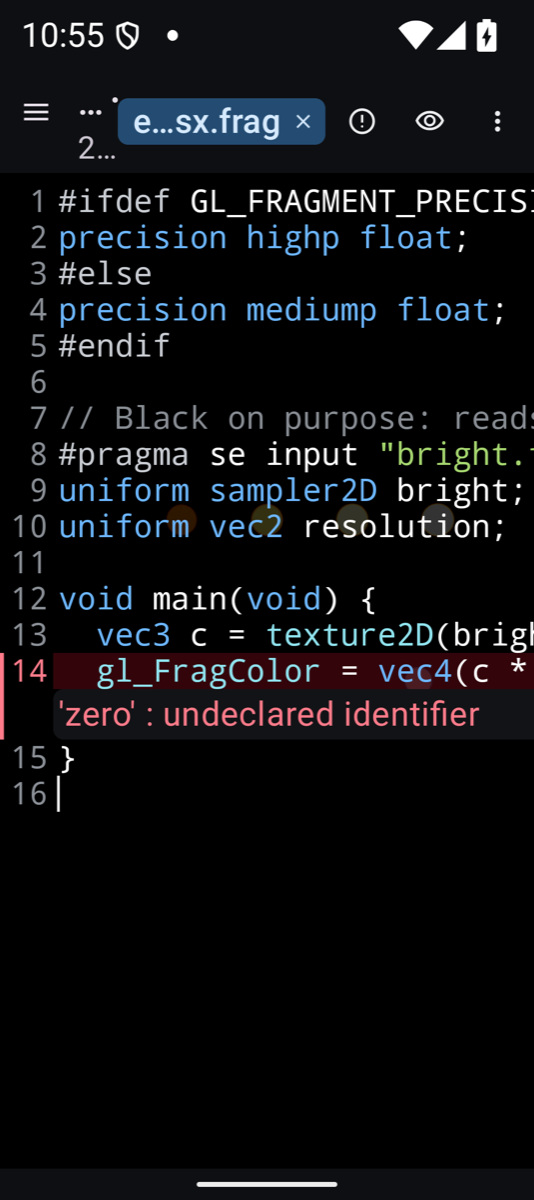 10:55
...
2...
e...sx.frag ×
1 #ifdef GL_FRAGMENT_PRECISI
2 precision highp float;
3 #else
4 precision mediump float;
5 #endif
6
7 // Black on purpose: reads
8 #pragma se input "bright.
9 uniform sampler2D bright;
10 uniform vec2 resolution;
11
12 void main(void) {
13 vec3 c = texture2D(brigh
14 gl_FragColor = vec4(c *
'zero' : undeclared identifier
15 }
16